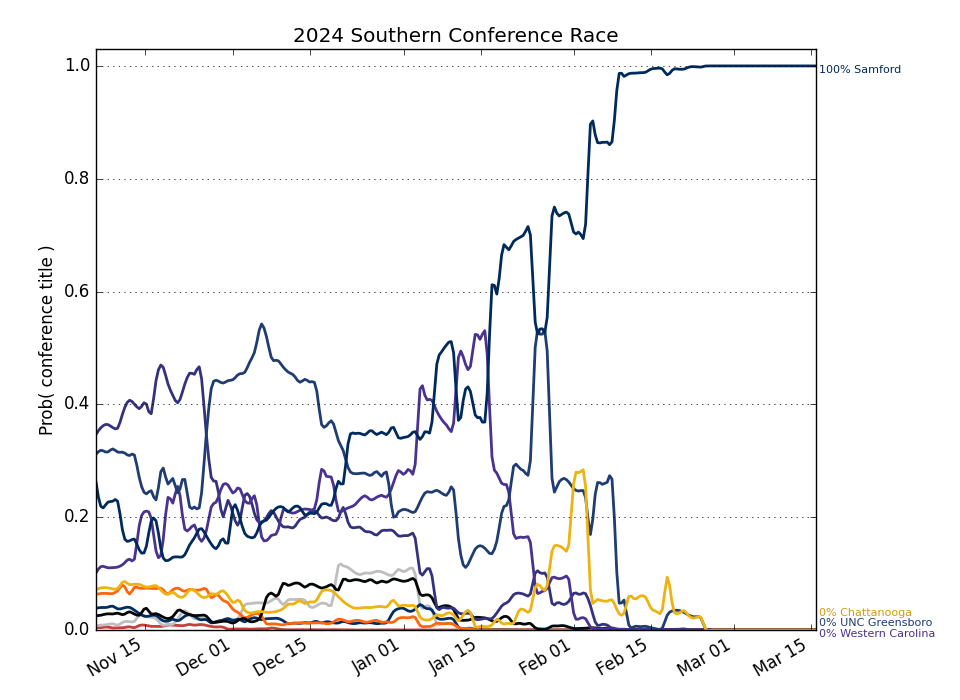 2024 Southern Conference Race
Prob( conference title )
1.0
0.8
0.6
0.4
0.2
0.0
100% Samford
0% Chattanooga
0% UNC Greensboro
0% Western Carolina
Nov 15
Dec 01
Dec 15
Jan 01
Jan 15
Feb 01
Feb 15
Mar 01
Mar 15